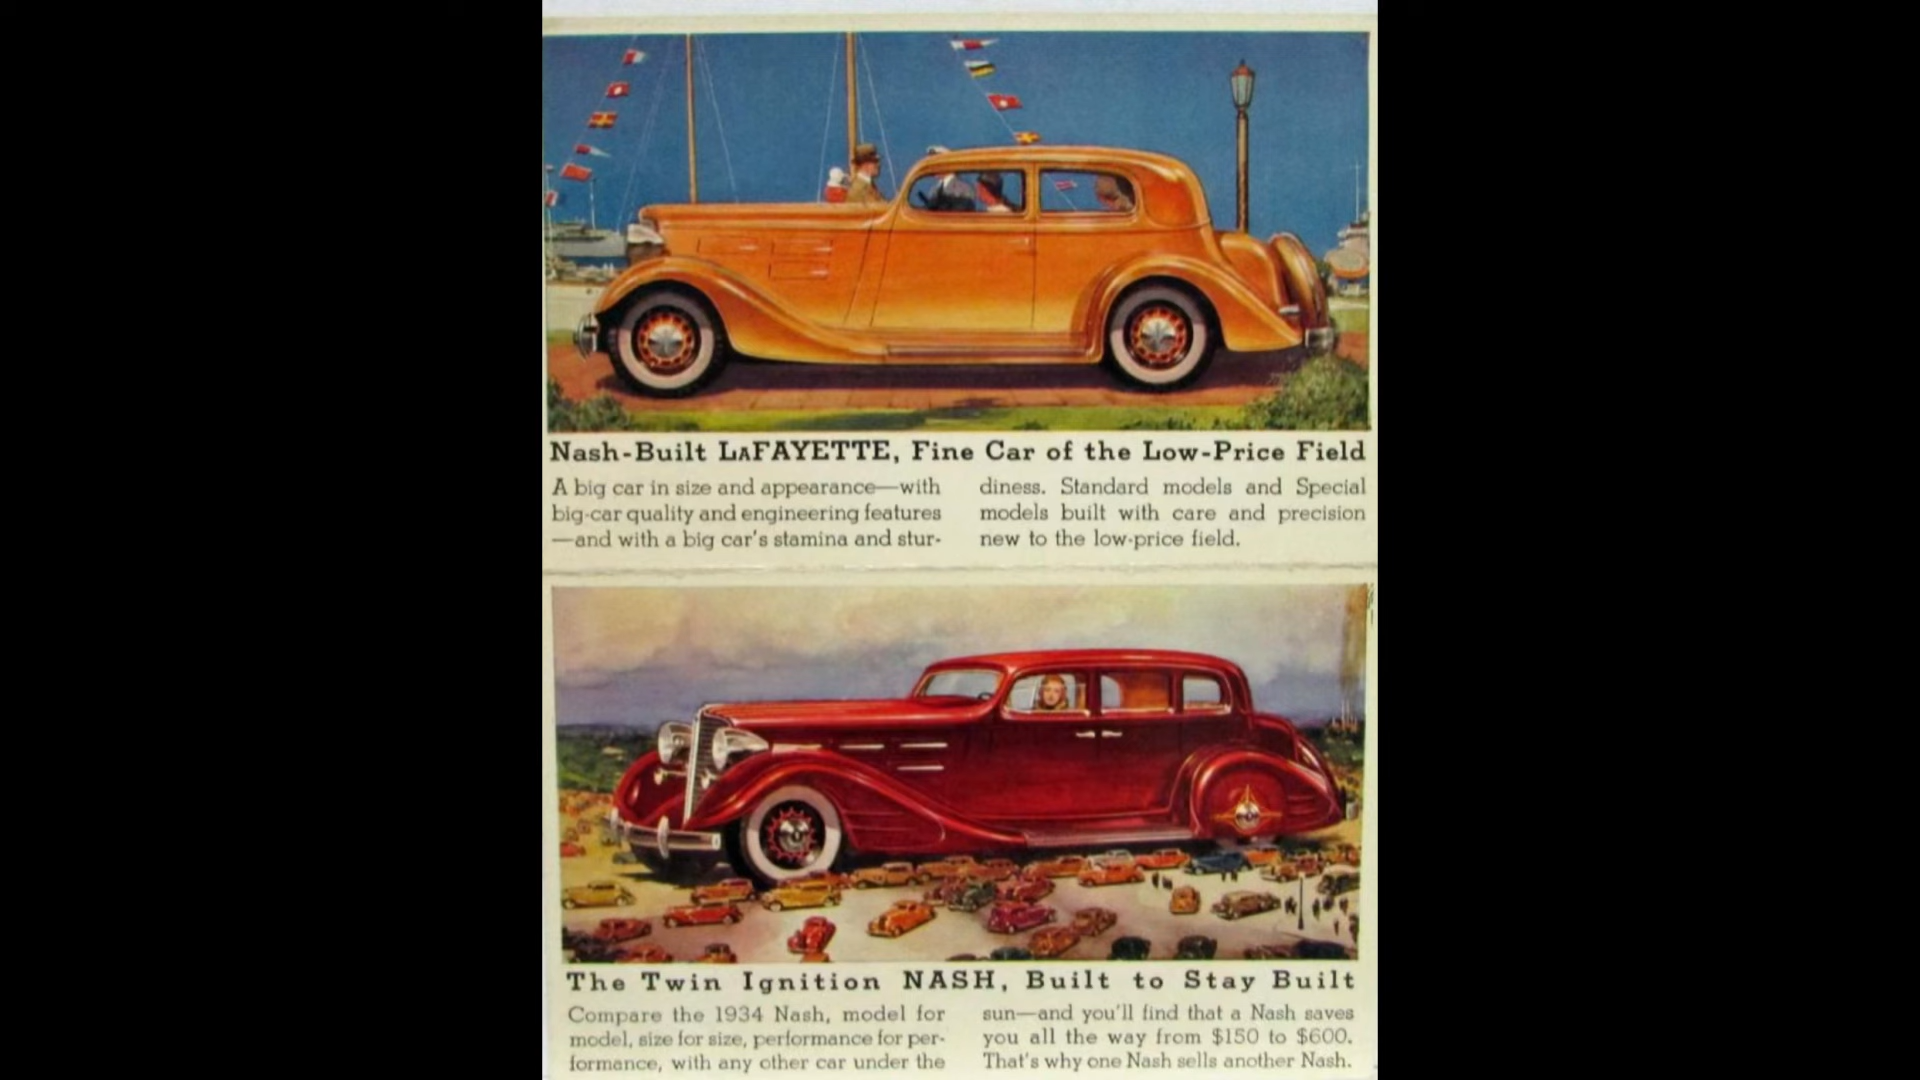 Nash-Built LAFAYETTE, Fine Car of the Low-Price Field
A big car in size and appearance—with
big-car quality and engineering features
—and with a big car's stamina and stur-
diness. Standard models and Special
models built with care and precision
new to the low-price field.
The Twin Ignition NASH, Built to Stay Built
Compare the 1934 Nash, model for
model, size for size, performance for per-
formance, with any other car under the
sun—and you'll find that a Nash saves
you all the way from $150 to $600.
That's why one Nash sells another Nash.